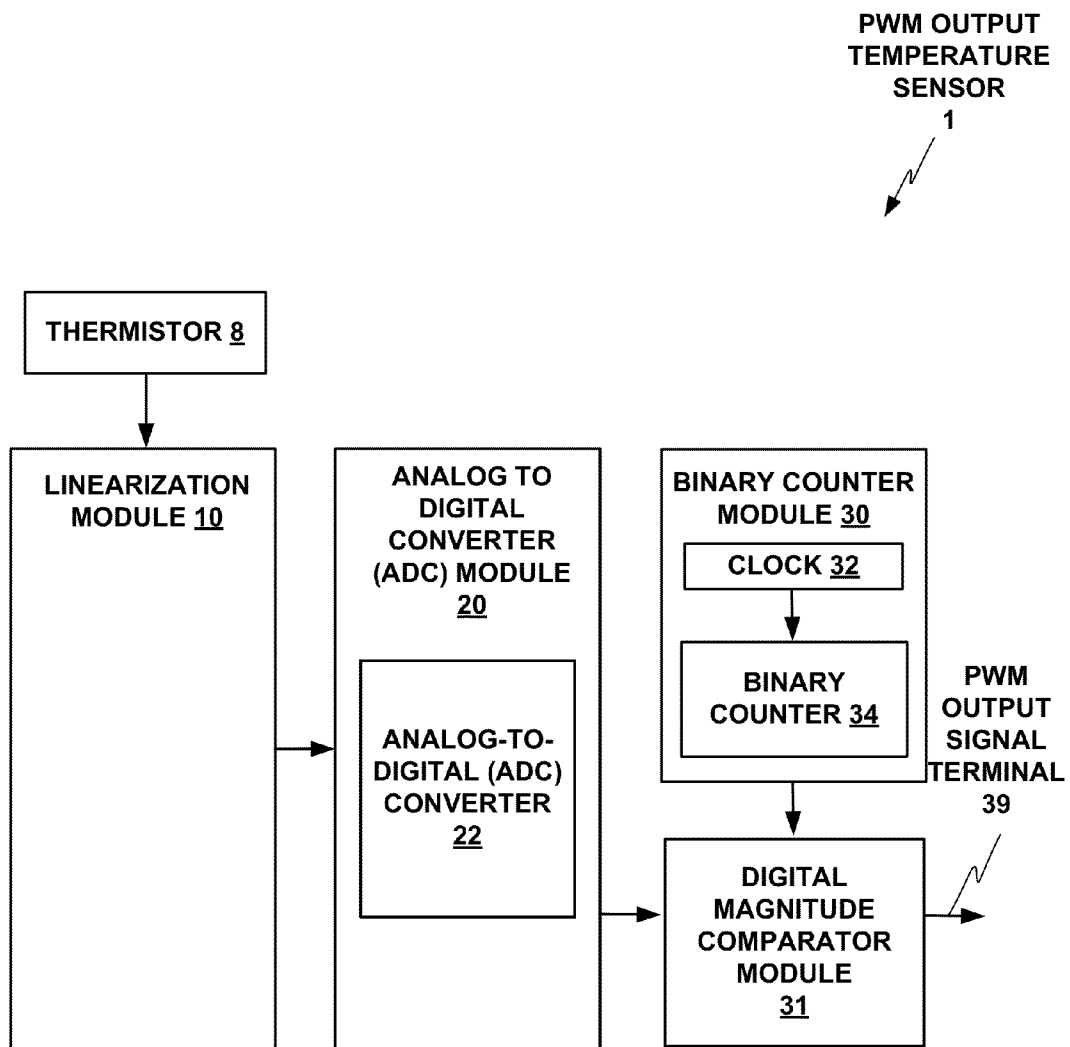 PWM OUTPUT
TEMPERATURE
SENSOR
1
THERMISTOR 8
LINEARIZATION
MODULE 10
ANALOG TO
DIGITAL
CONVERTER
(ADC) MODULE
20
ANALOG-TO-
DIGITAL (ADC)
CONVERTER
22
BINARY COUNTER
MODULE 30
CLOCK 32
BINARY
COUNTER 34
PWM
OUTPUT
SIGNAL
TERMINAL
39
DIGITAL
MAGNITUDE
COMPARATOR
MODULE
31